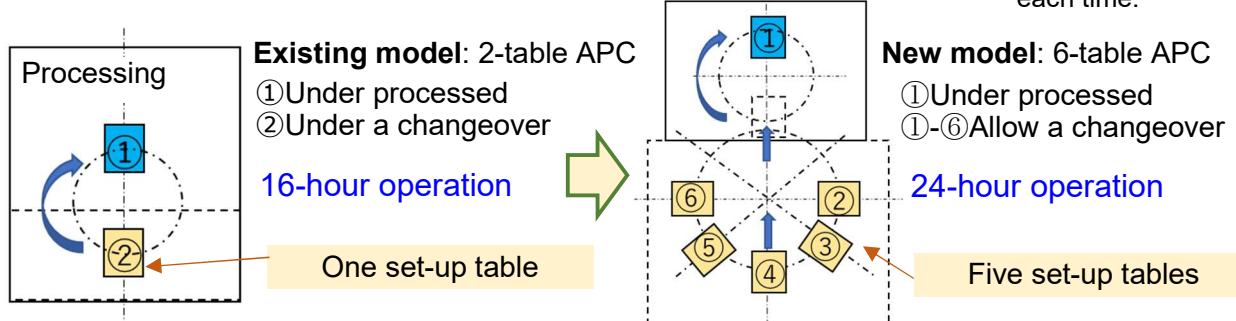 each time.
Processing
①
②
Existing model: 2-table APC
①Under processed
②Under a changeover
16-hour operation
One set-up table
①
⑥
②
⑤
③
④
New model: 6-table APC
①Under processed
①-⑥Allow a changeover
24-hour operation
Five set-up tables